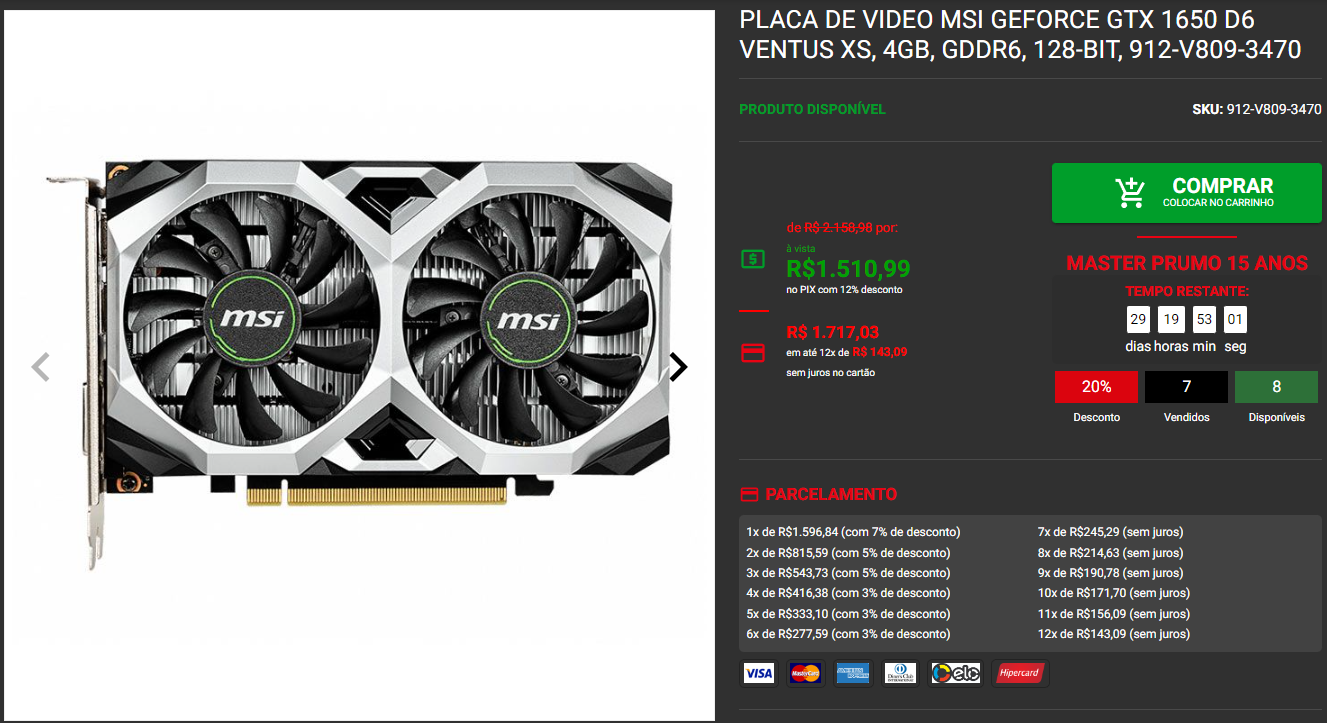 PLACA DE VIDEO MSI GEFORCE GTX 1650 D6
VENTUS XS, 4GB, GDDR6, 128-BIT, 912-V809-3470
PRODUTO DISPONÍVEL
SKU: 912-V809-3470
msi
msi
de R$ 2.158,98 por:
à vista
R$1.510,99
no PIX com 12% desconto
R$ 1.717,03
em até 12x de R$ 143,09
sem juros no cartão
COMPRAR
COLOCAR NO CARRINHO
MASTER PRUMO 15 ANOS
TEMPO RESTANTE:
29 19 53 01
dias horas min seg
20% 7 8
Desconto Vendidos Disponíveis
PARCELAMENTO
1x de R$1.596,84 (com 7% de desconto)
2x de R$815,59 (com 5% de desconto)
3x de R$543,73 (com 5% de desconto)
4x de R$416,38 (com 3% de desconto)
5x de R$333,10 (com 3% de desconto)
6x de R$277,59 (com 3% de desconto)
7x de R$245,29 (sem juros)
8x de R$214,63 (sem juros)
9x de R$190,78 (sem juros)
10x de R$171,70 (sem juros)
11x de R$156,09 (sem juros)
12x de R$143,09 (sem juros)
VISA MasterCard AMERICAN EXPRESS Diners Club INTERNATIONAL elo Hipercard